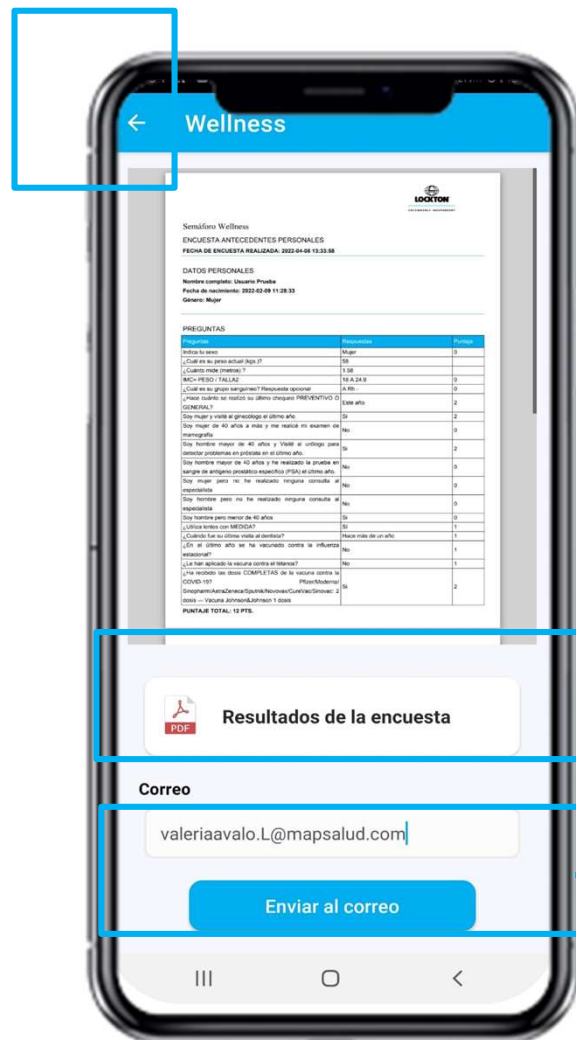 Wellness
LOCKTON
Semáforo Wellness
ENCUESTA ANTECEDENTES PERSONALES
FECHA DE ENCUESTA REALIZADA: 2022-04-08 13:33:58
DATOS PERSONALES
Nombre completo: Usuario Prueba
Fecha de nacimiento: 2022-02-09 11:28:33
Género: Mujer
PREGUNTAS
Preguntas Respuestas Puntaje
Indica tu sexo Mujer 0
¿Cuál es su peso actual (kgs.)? 58
¿Cuánto mide (metros) ? 1.58
IMC= PESO / TALLA2 18 A 24.9 0
¿Cuál es su grupo sanguíneo? Respuesta opcional A Rh - 0
¿Hace cuánto se realizó su último chequeo PREVENTIVO O
GENERAL? Este año 2
Soy mujer y visité al ginecólogo el último año Si 2
Soy mujer de 40 años a más y me realicé mi examen de
mamografía No 0
Soy hombre mayor de 40 años y Visité al urólogo para
detectar problemas en próstata en el último año. Si 2
Soy hombre mayor de 40 años y he realizado la prueba en
sangre de antígeno prostático específico (PSA) el último año. No 0
Soy mujer pero no he realizado ninguna consulta al
especialista No 0
Soy hombre pero no he realizado ninguna consulta al
especialista No 0
Soy hombre pero menor de 40 años Si 0
¿Utiliza lentes con MEDIDA? SI 1
¿Cuándo fue su última visita al dentista? Hace más de un año 1
¿En el último año se ha vacunado contra la influenza
estacional? No 1
¿Le han aplicado la vacuna contra el tétanos? No 1
¿Ha recibido las dosis COMPLETAS de la vacuna contra la
COVID-19? Pfizer/Moderna/
Sinopharm/AstraZeneca/Sputnik/Novovax/CureVac/Sinovac: 2
dosis — Vacuna Johnson&Johnson 1 dosis Si 2
PUNTAJE TOTAL: 12 PTS.
PDF
Resultados de la encuesta
Correo
valeriaavalo.L@mapsalud.com
Enviar al correo